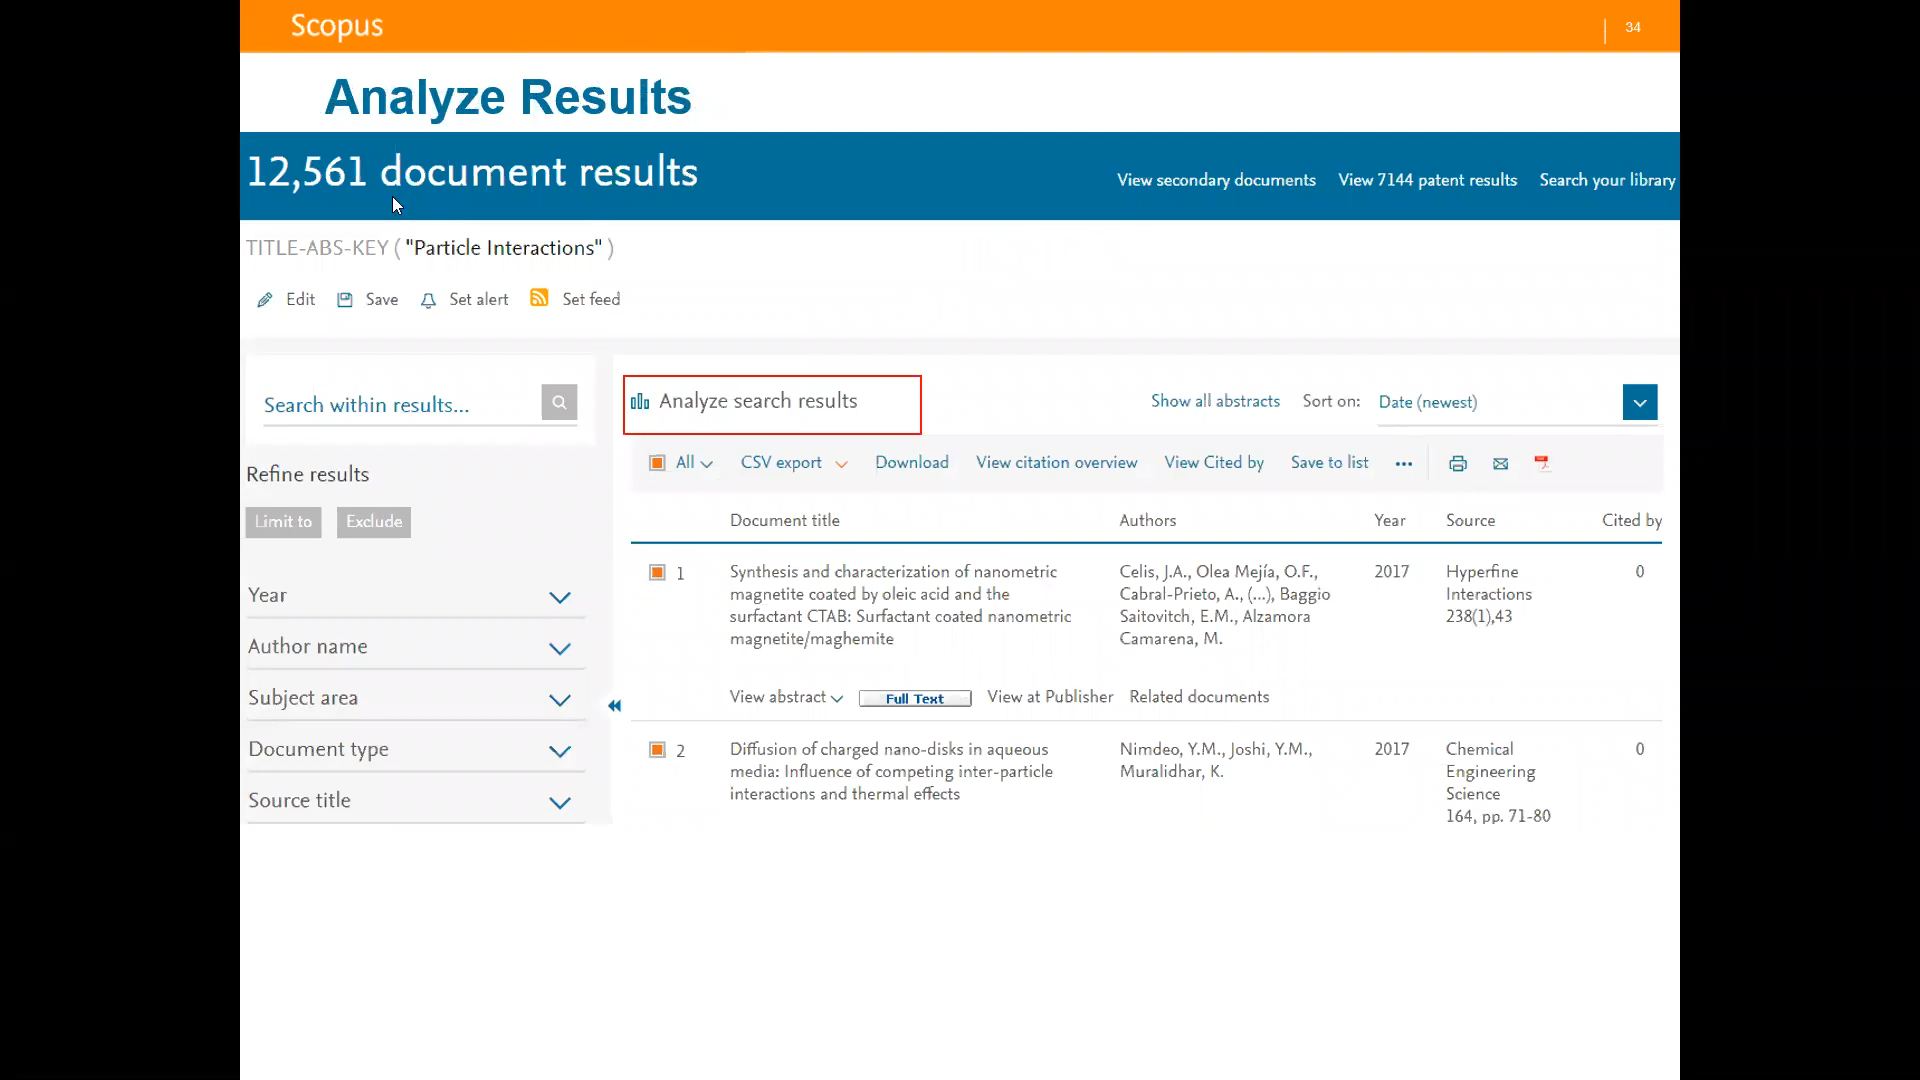 Scopus
34
Analyze Results
12,561 document results
View secondary documents View 7144 patent results Search your library
TITLE-ABS-KEY ( "Particle Interactions" )
Edit Save Set alert Set feed
Search within results...
Analyze search results
Show all abstracts Sort on: Date (newest)
Refine results
Limit to Exclude
Year
Author name
Subject area
Document type
Source title
All CSV export Download View citation overview View Cited by Save to list ...
Document title Authors Year Source Cited by
1
Synthesis and characterization of nanometric
magnetite coated by oleic acid and the
surfactant CTAB: Surfactant coated nanometric
magnetite/maghemite
Celis, J.A., Olea Mejía, O.F.,
Cabral-Prieto, A., (...), Baggio
Saitovitch, E.M., Alzamora
Camarena, M.
2017
Hyperfine
Interactions
238(1),43
0
View abstract Full Text View at Publisher Related documents
2
Diffusion of charged nano-disks in aqueous
media: Influence of competing inter-particle
interactions and thermal effects
Nimdeo, Y.M., Joshi, Y.M.,
Muralidhar, K.
2017
Chemical
Engineering
Science
164, pp. 71-80
0